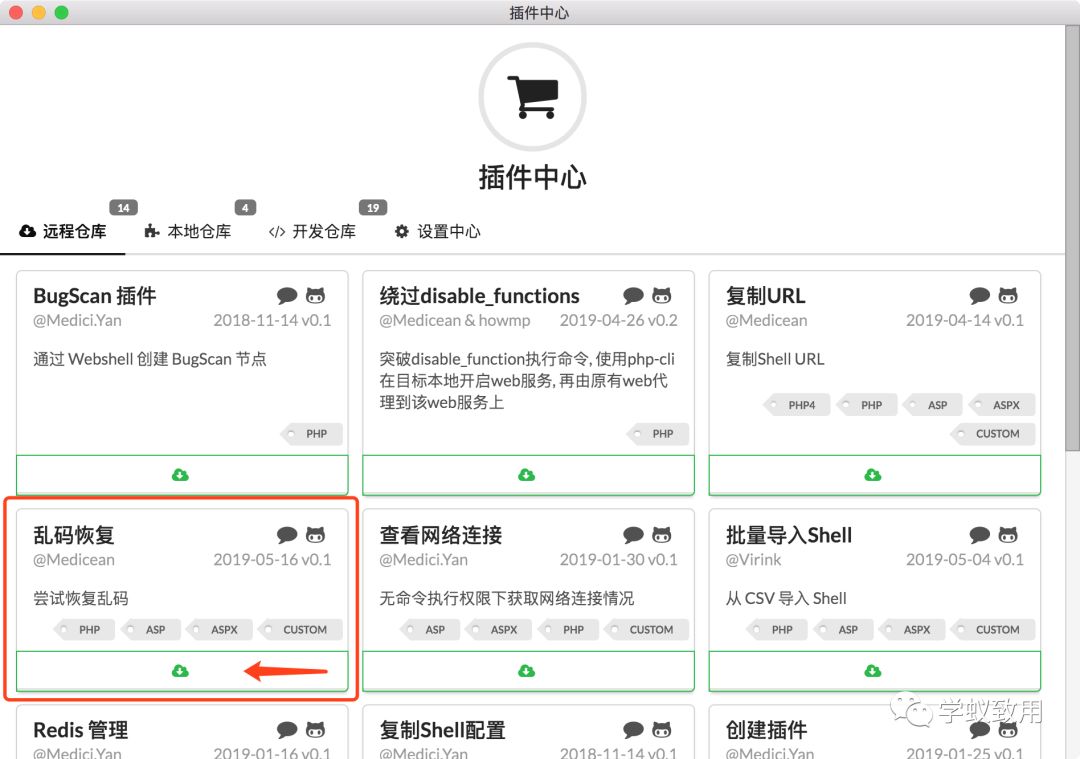 插件中心
插件中心
14
4
19
远程仓库
本地仓库
</> 开发仓库
设置中心
BugScan 插件
@Medici.Yan
2018-11-14 v0.1
通过 Webshell 创建 BugScan 节点
PHP
绕过disable_functions
@Medicean & howmp
2019-04-26 v0.2
突破disable_function执行命令, 使用php-cli
在目标本地开启web服务, 再由原有web代
理到该web服务上
PHP
复制URL
@Medicean
2019-04-14 v0.1
复制Shell URL
PHP4
PHP
ASP
ASPX
CUSTOM
乱码恢复
@Medicean
2019-05-16 v0.1
尝试恢复乱码
PHP
ASP
ASPX
CUSTOM
查看网络连接
@Medici.Yan
2019-01-30 v0.1
无命令执行权限下获取网络连接情况
ASP
ASPX
PHP
CUSTOM
批量导入Shell
@Virink
2019-05-04 v0.1
从 CSV 导入 Shell
PHP
ASP
ASPX
CUSTOM
Redis 管理
@Medici.Yan
2019-01-16 v0.1
复制Shell配置
@Medici.Yan
2018-11-14 v0.1
创建插件
@Medici.Yan
2019-01-25 v0.1
学蚁致用